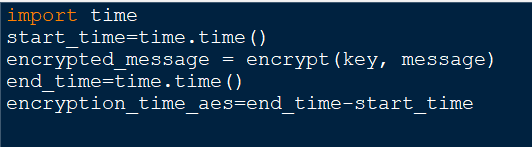 import time
start_time=time.time()
encrypted_message = encrypt(key, message)
end_time=time.time()
encryption_time_aes=end_time-start_time